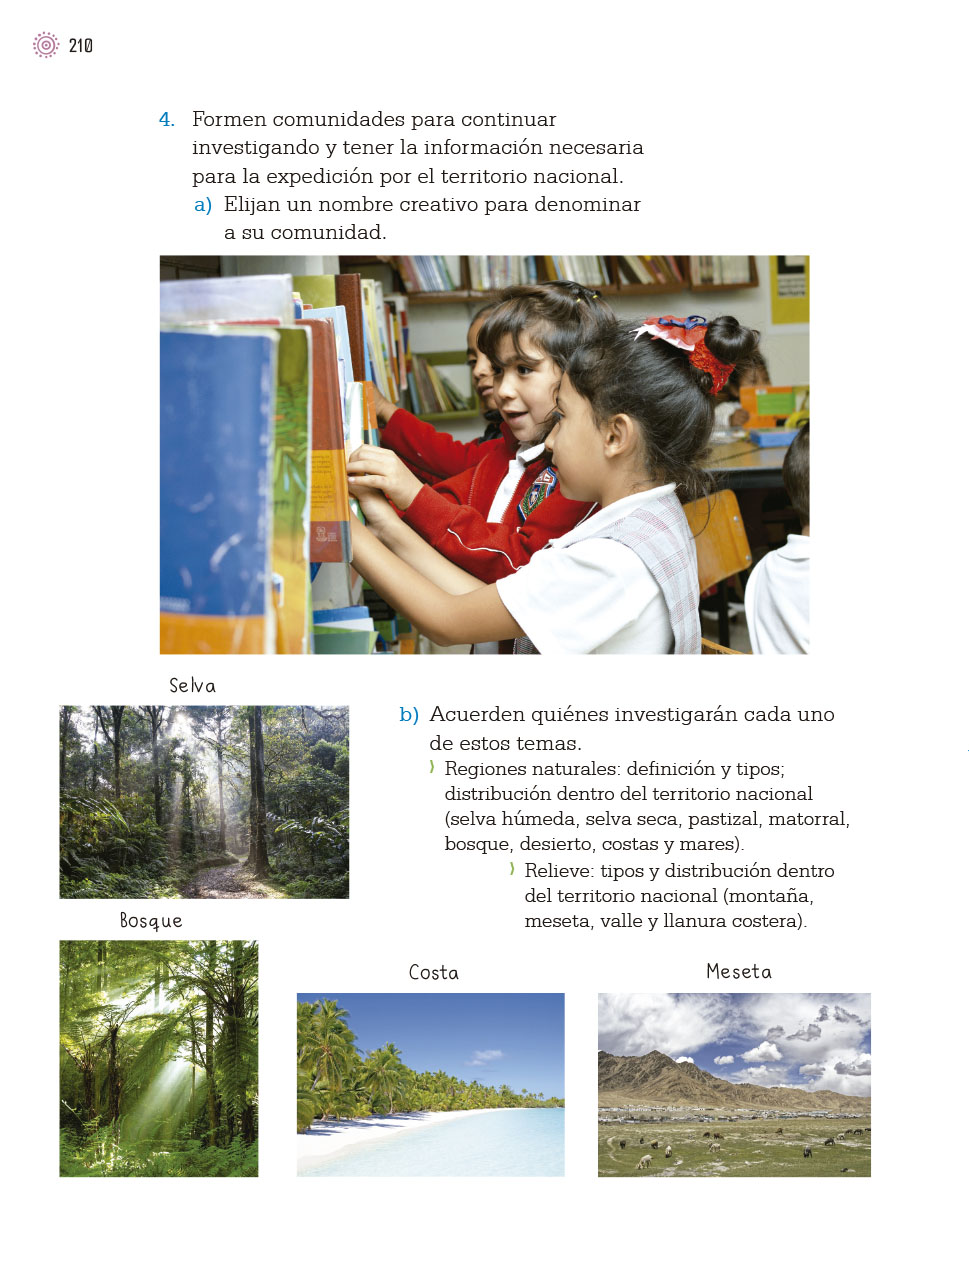 210
4. Formen comunidades para continuar
investigando y tener la información necesaria
para la expedición por el territorio nacional.
a) Elijan un nombre creativo para denominar
a su comunidad.
Selva
b) Acuerden quiénes investigarán cada uno
de estos temas.
Regiones naturales: definición y tipos;
distribución dentro del territorio nacional
(selva húmeda, selva seca, pastizal, matorral,
bosque, desierto, costas y mares).
Relieve: tipos y distribución dentro
del territorio nacional (montaña,
meseta, valle y llanura costera).
Bosque
Costa
Meseta